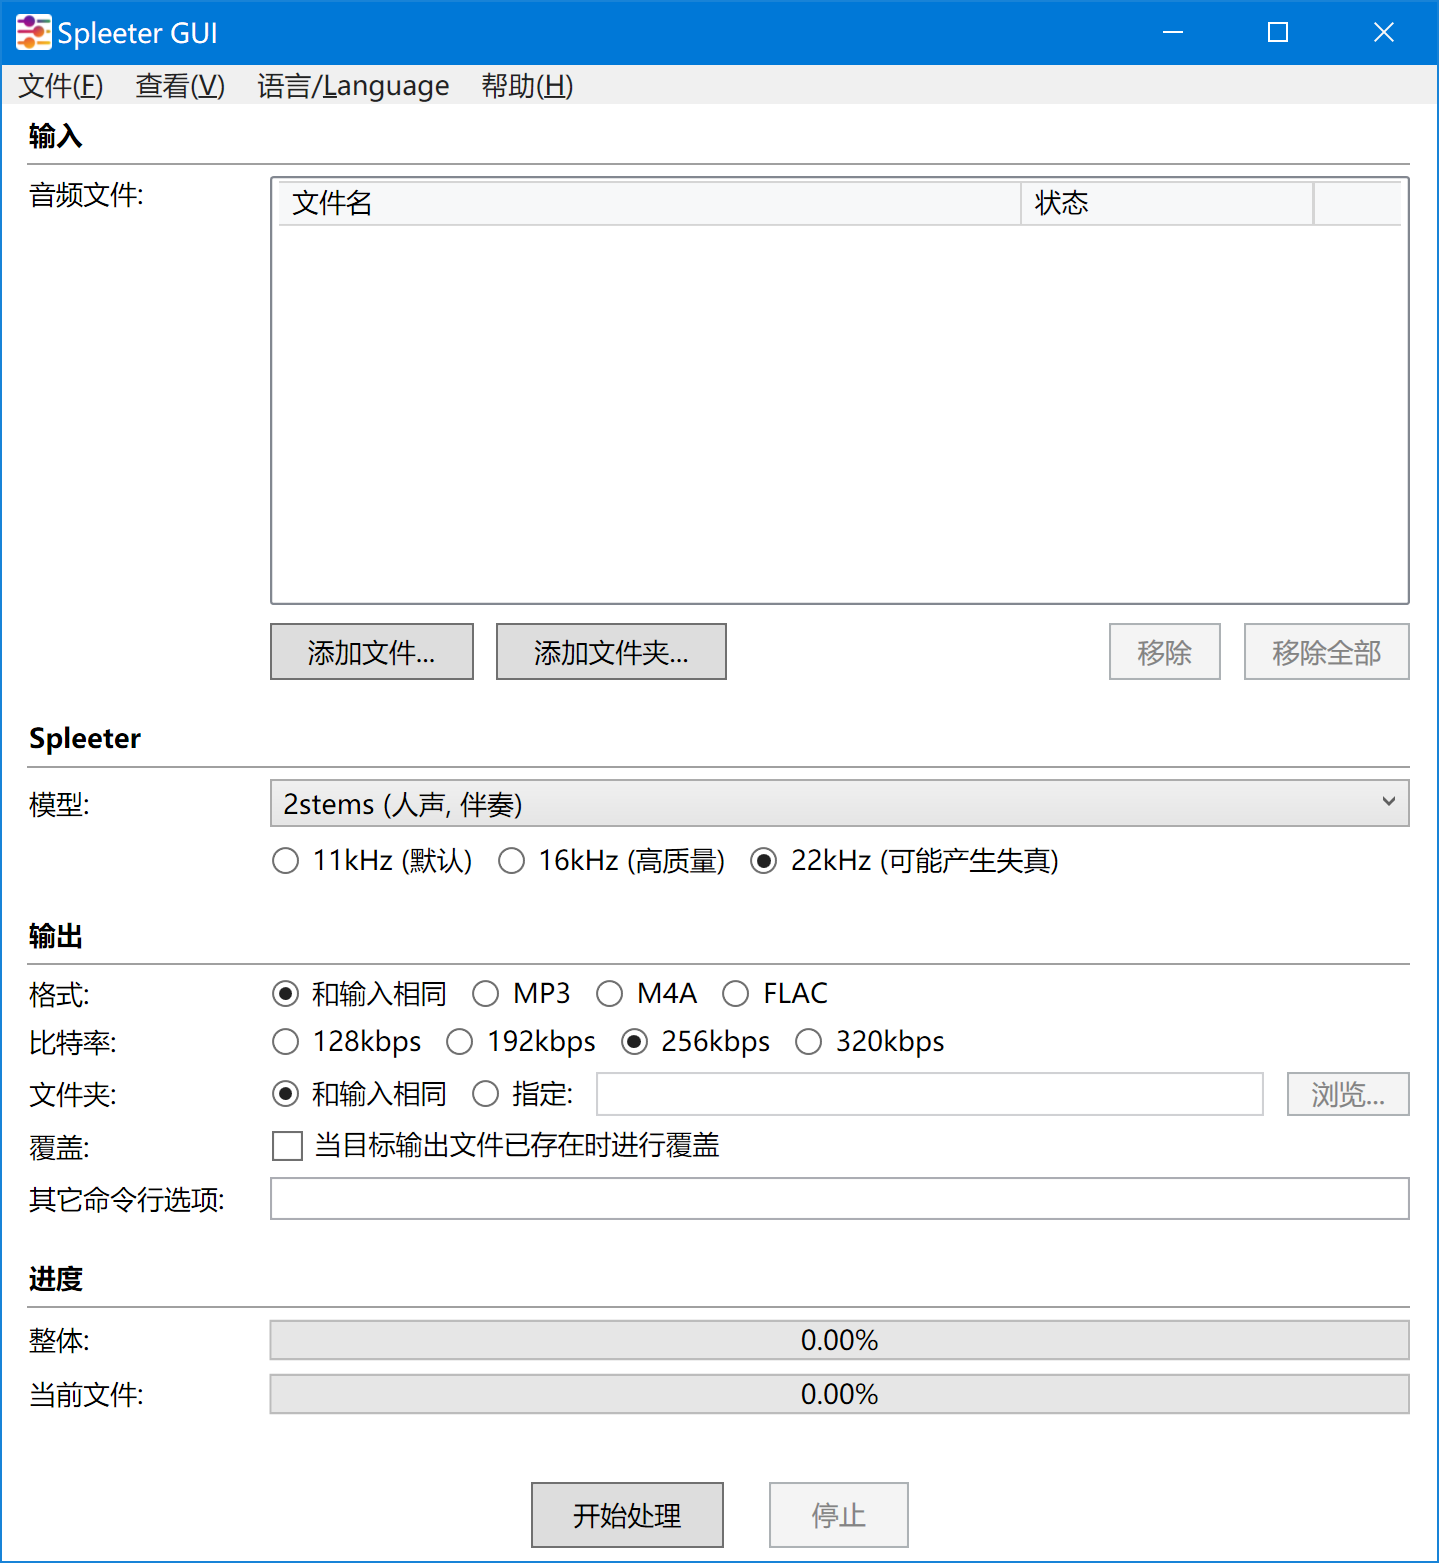 Spleeter GUI
文件(F) 查看(V) 语言/Language 帮助(H)
输入
音频文件:
文件名 状态
添加文件... 添加文件夹... 移除 移除全部
Spleeter
模型: 2stems (人声, 伴奏)
11kHz (默认) 16kHz (高质量) 22kHz (可能产生失真)
输出
格式: 和输入相同 MP3 M4A FLAC
比特率: 128kbps 192kbps 256kbps 320kbps
文件夹: 和输入相同 指定: 浏览...
覆盖: 当目标输出文件已存在时进行覆盖
其它命令行选项:
进度
整体: 0.00%
当前文件: 0.00%
开始处理 停止